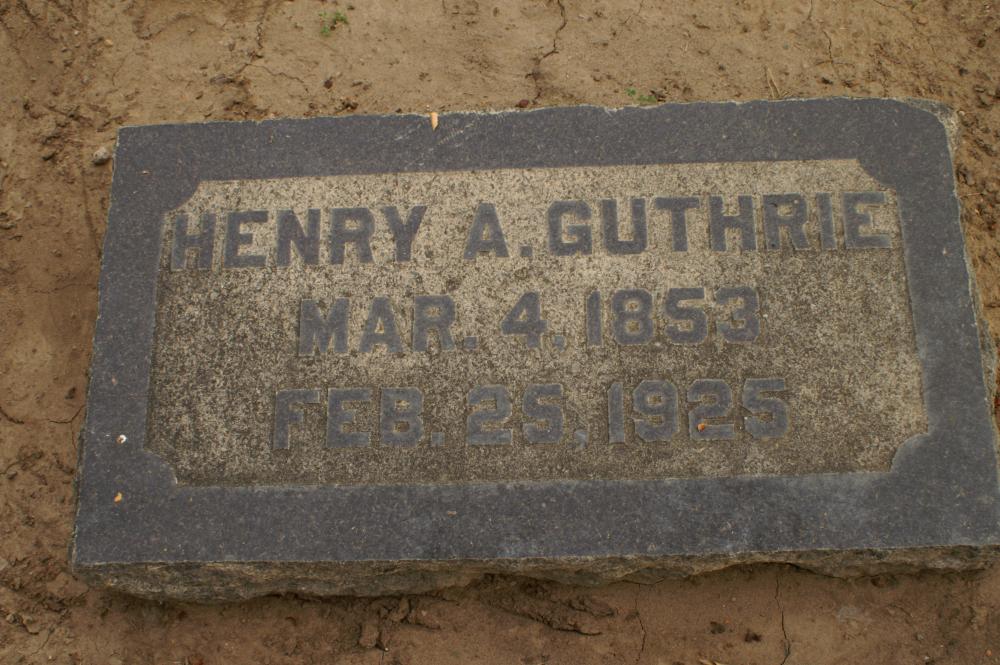 HENRY A. GUTHRIE
MAR. 4. 1853
FEB. 25. 1925